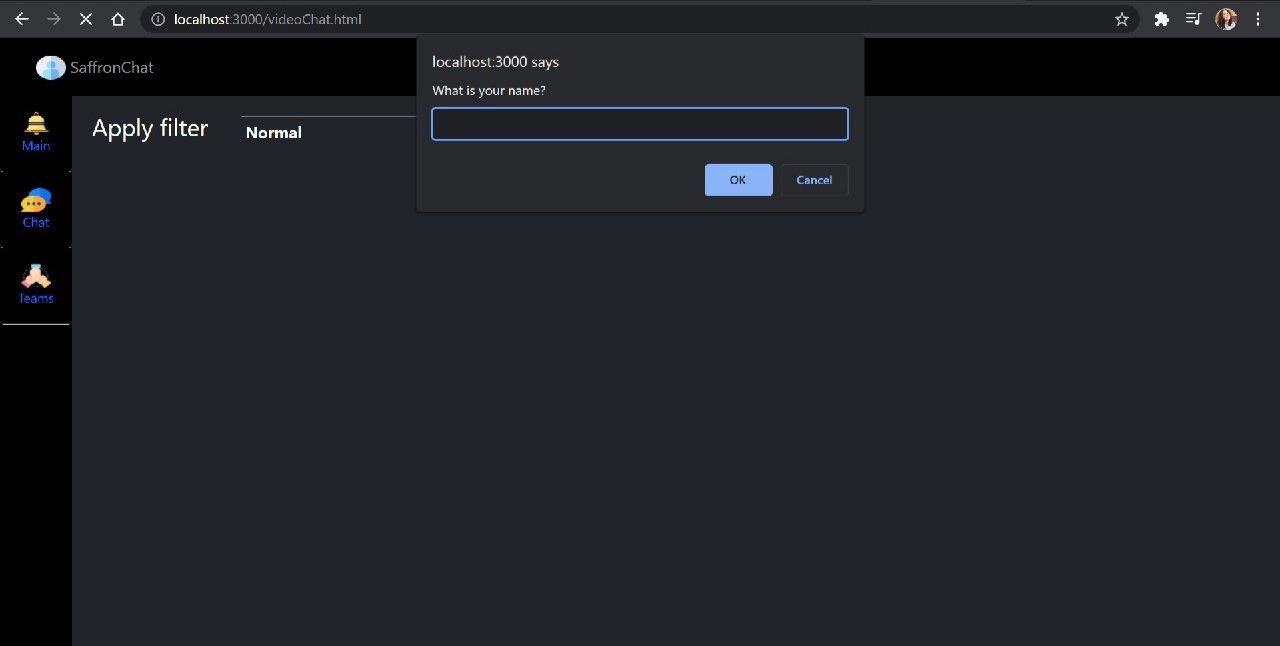 localhost:3000/videoChat.html
SaffronChat
localhost:3000 says
What is your name?
OK
Cancel
Main
Chat
Teams
Apply filter
Normal